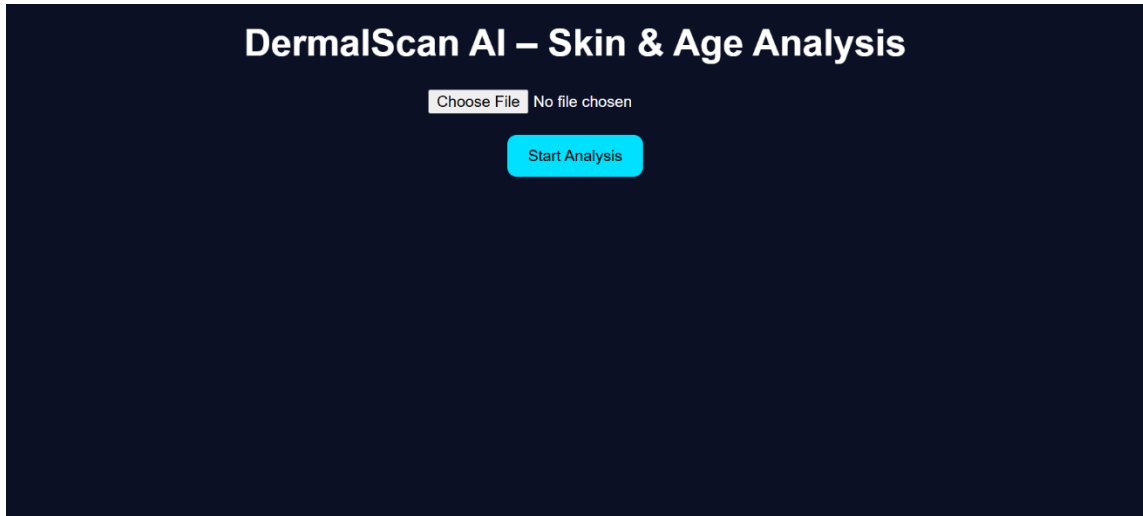 DermalScan AI – Skin & Age Analysis
Choose File No file chosen
Start Analysis